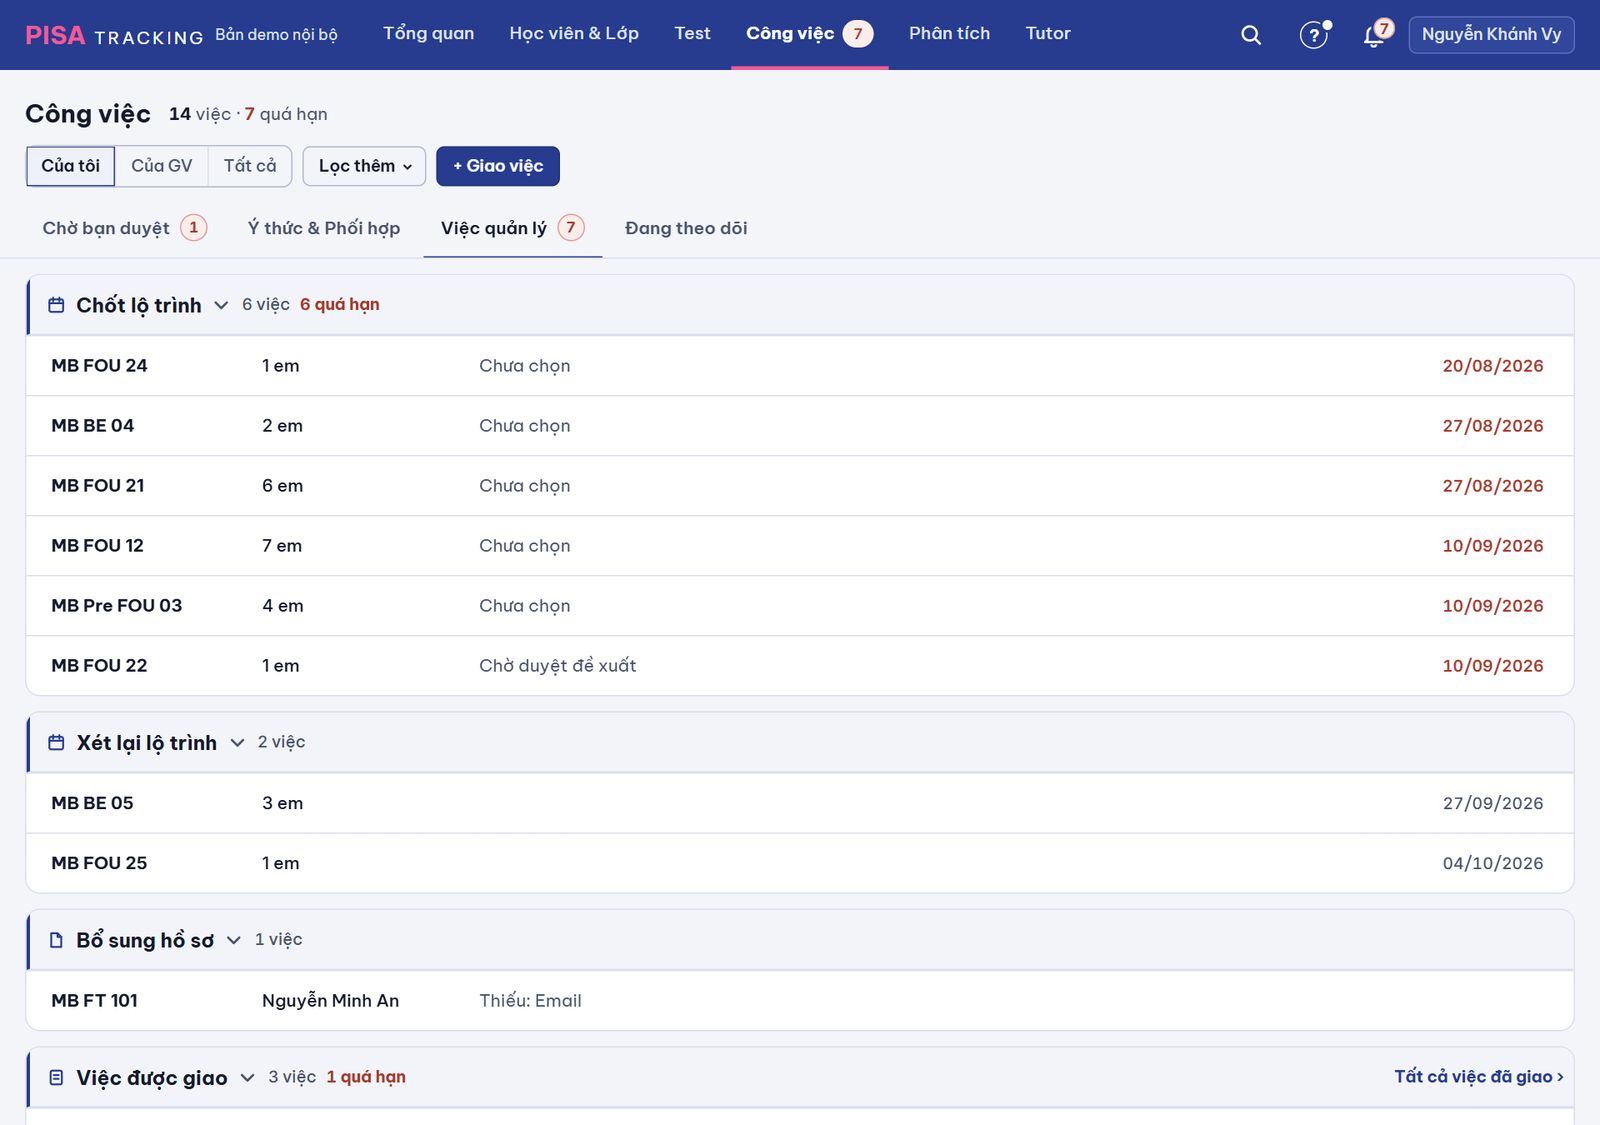 PISA TRACKING Bản demo nội bộ Tổng quan Học viên & Lớp Test Công việc 7 Phân tích Tutor ? 7 Nguyễn Khánh Vy
Công việc 14 việc · 7 quá hạn
Của tôi Của GV Tất cả Lọc thêm + Giao việc
Chờ bạn duyệt 1 Ý thức & Phối hợp Việc quản lý 7 Đang theo dõi
Chốt lộ trình 6 việc 6 quá hạn
MB FOU 24 1 em Chưa chọn 20/08/2026
MB BE 04 2 em Chưa chọn 27/08/2026
MB FOU 21 6 em Chưa chọn 27/08/2026
MB FOU 12 7 em Chưa chọn 10/09/2026
MB Pre FOU 03 4 em Chưa chọn 10/09/2026
MB FOU 22 1 em Chờ duyệt đề xuất 10/09/2026
Xét lại lộ trình 2 việc
MB BE 05 3 em 27/09/2026
MB FOU 25 1 em 04/10/2026
Bổ sung hồ sơ 1 việc
MB FT 101 Nguyễn Minh An Thiếu: Email
Việc được giao 3 việc 1 quá hạn Tất cả việc đã giao ›